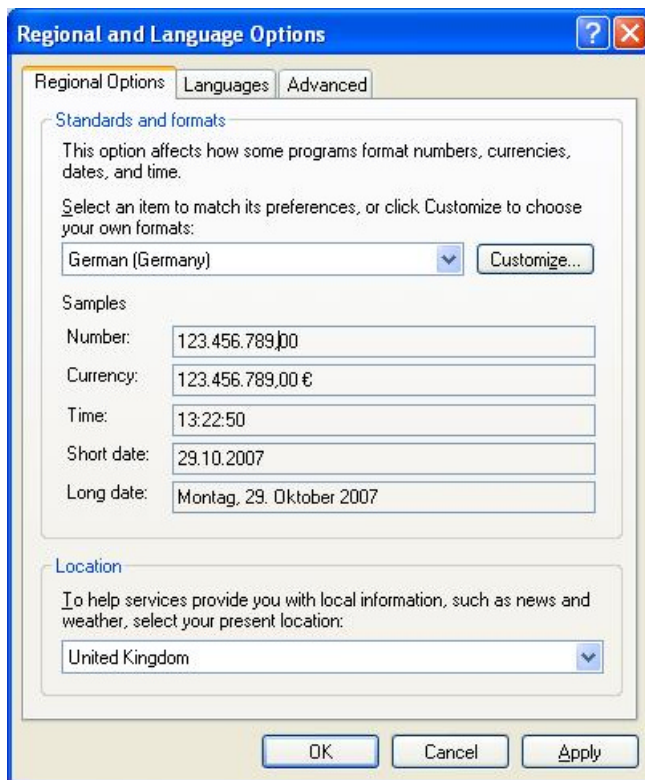 Regional and Language Options
Regional Options Languages Advanced
Standards and formats
This option affects how some programs format numbers, currencies,
dates, and time.
Select an item to match its preferences, or click Customize to choose
your own formats:
German (Germany) Customize...
Samples
Number: 123.456.789,00
Currency: 123.456.789,00 €
Time: 13:22:50
Short date: 29.10.2007
Long date: Montag, 29. Oktober 2007
Location
To help services provide you with local information, such as news and
weather, select your present location:
United Kingdom
OK Cancel Apply